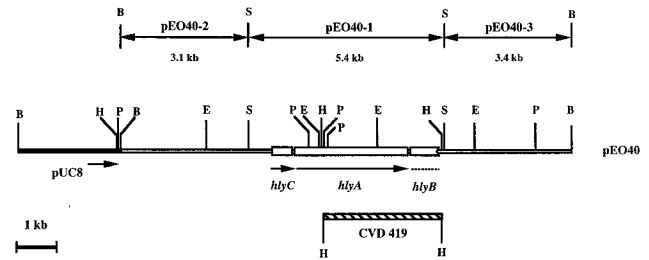 B S S B
pEO40-2 pEO40-1 pEO40-3
3.1 kb 5.4 kb 3.4 kb
B H P B E S P E H P P E H S E P B
pUC8 pEO40
hlyC hlyA hlyB
1 kb CVD 419
H H